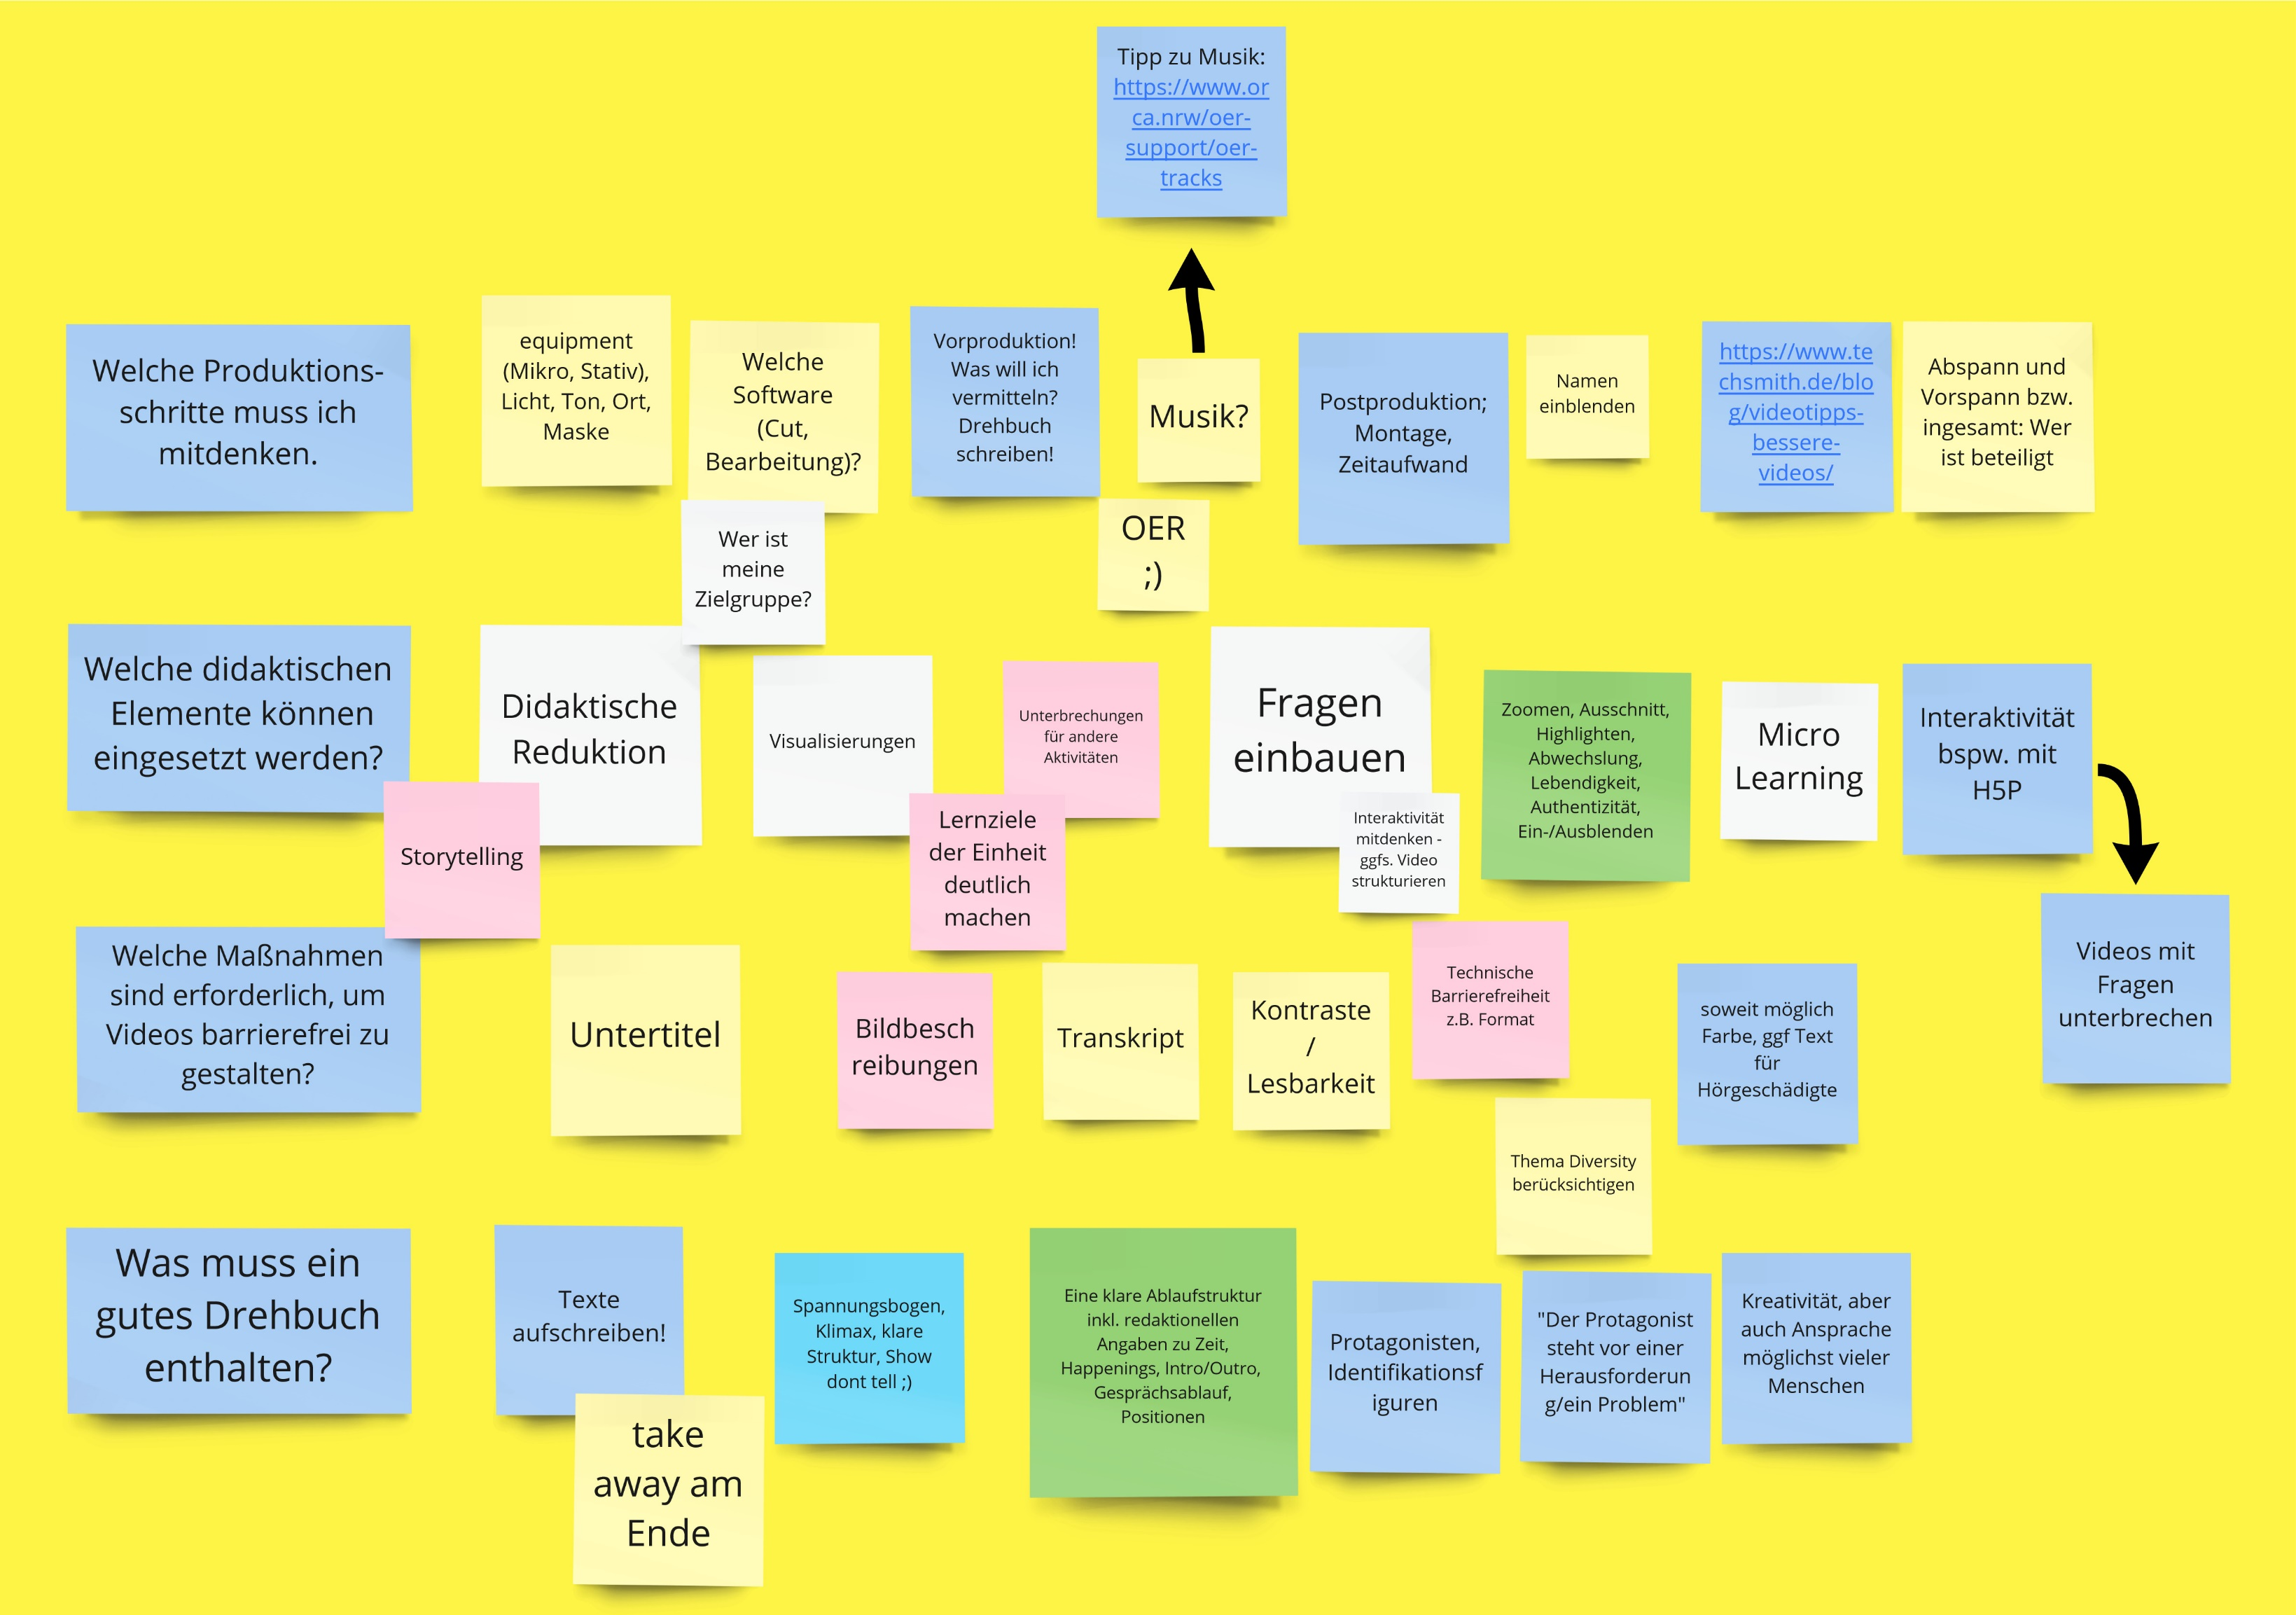 Tipp zu Musik:
https://www.or
ca.nrw/oer-
support/oer-
tracks
Welche Produktions-
schritte muss ich
mitdenken.
equipment
(Mikro, Stativ),
Licht, Ton, Ort,
Maske
Welche
Software
(Cut,
Bearbeitung)?
Vorproduktion!
Was will ich
vermitteln?
Drehbuch
schreiben!
Musik?
Postproduktion;
Montage,
Zeitaufwand
Namen
einblenden
https://www.te
chsmith.de/blo
g/videotipps-
bessere-
videos/
Abspann und
Vorspann bzw.
ingesamt: Wer
ist beteiligt
Wer ist
meine
Zielgruppe?
OER
;)
Welche didaktischen
Elemente können
eingesetzt werden?
Didaktische
Reduktion
Visualisierungen
Unterbrechungen
für andere
Aktivitäten
Fragen
einbauen
Zoomen, Ausschnitt,
Highlighten,
Abwechslung,
Lebendigkeit,
Authentizität,
Ein-/Ausblenden
Micro
Learning
Interaktivität
bspw. mit
H5P
Storytelling
Lernziele
der Einheit
deutlich
machen
Interaktivität
mitdenken -
ggfs. Video
strukturieren
Videos mit
Fragen
unterbrechen
Welche Maßnahmen
sind erforderlich, um
Videos barrierefrei zu
gestalten?
Untertitel
Bildbesch
reibungen
Transkript
Kontraste
/
Lesbarkeit
Technische
Barrierefreiheit
z.B. Format
soweit möglich
Farbe, ggf Text
für
Hörgeschädigte
Thema Diversity
berücksichtigen
Was muss ein
gutes Drehbuch
enthalten?
Texte
aufschreiben!
take
away am
Ende
Spannungsbogen,
Klimax, klare
Struktur, Show
dont tell ;)
Eine klare Ablaufstruktur
inkl. redaktionellen
Angaben zu Zeit,
Happenings, Intro/Outro,
Gesprächsablauf,
Positionen
Protagonisten,
Identifikationsf
iguren
"Der Protagonist
steht vor einer
Herausforderun
g/ein Problem"
Kreativität, aber
auch Ansprache
möglichst vieler
Menschen